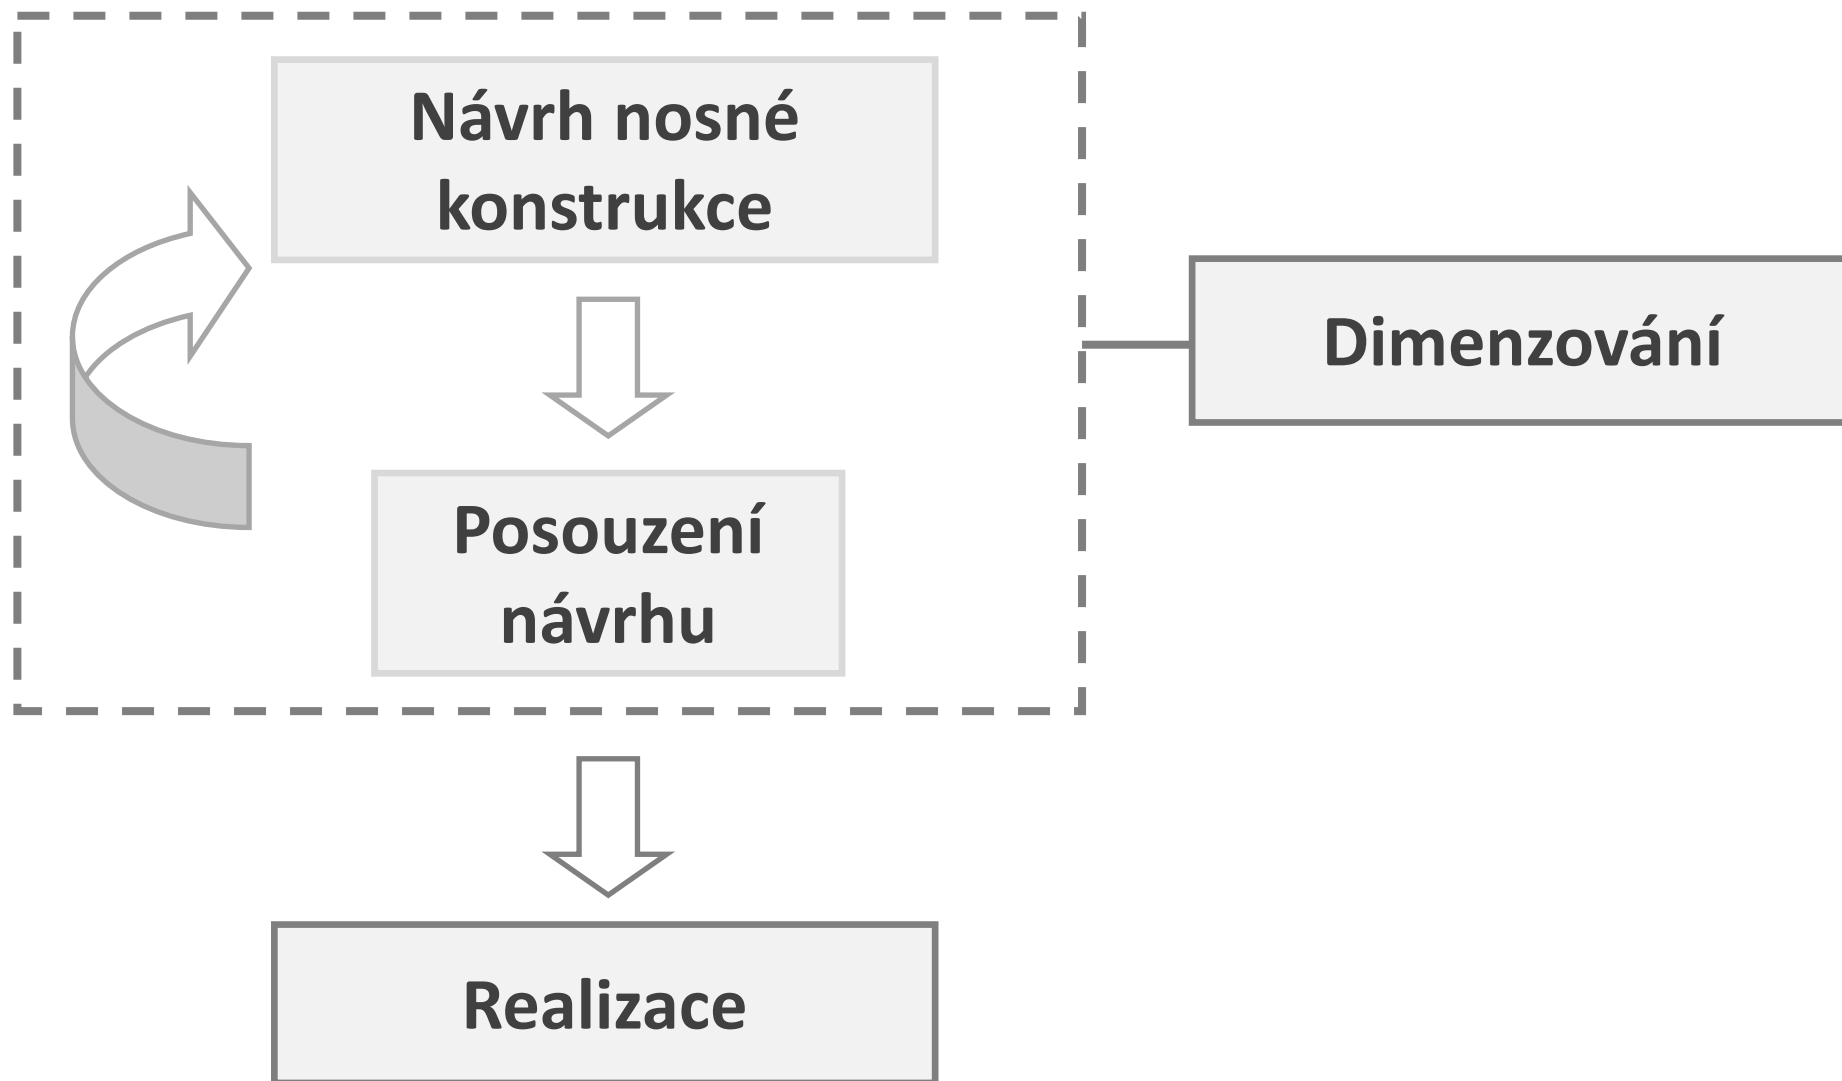 Návrh nosné
konstrukce
Dimenzování
Posouzení
návrhu
Realizace